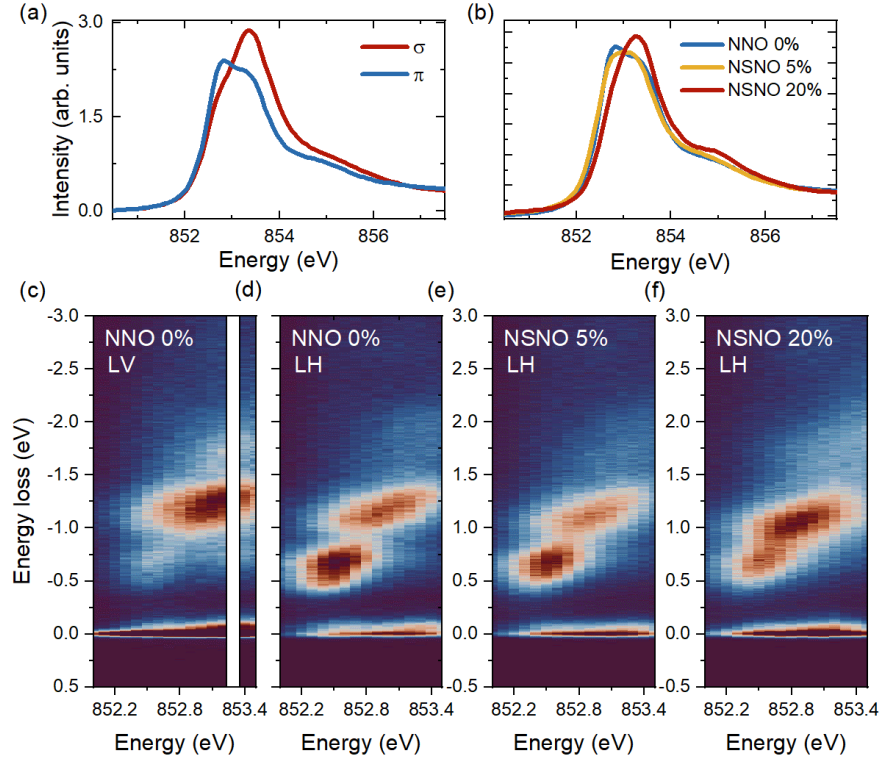 (a)
(b)
Intensity (arb. units)
3.0
1.5
0.0
σ
π
852
854
856
Energy (eV)
NNO 0%
NSNO 5%
NSNO 20%
852
854
856
Energy (eV)
(c)
(d)
(e)
(f)
Energy loss (eV)
-3.0
-2.5
-2.0
-1.5
-1.0
-0.5
0.0
0.5
NNO 0%
LV
852.2
852.8
853.4
Energy (eV)
NNO 0%
LH
852.2
852.8
853.4
Energy (eV)
3.0
2.5
2.0
1.5
1.0
0.5
0.0
-0.5
NSNO 5%
LH
852.2
852.8
853.4
Energy (eV)
3.0
2.5
2.0
1.5
1.0
0.5
0.0
-0.5
NSNO 20%
LH
852.2
852.8
853.4
Energy (eV)